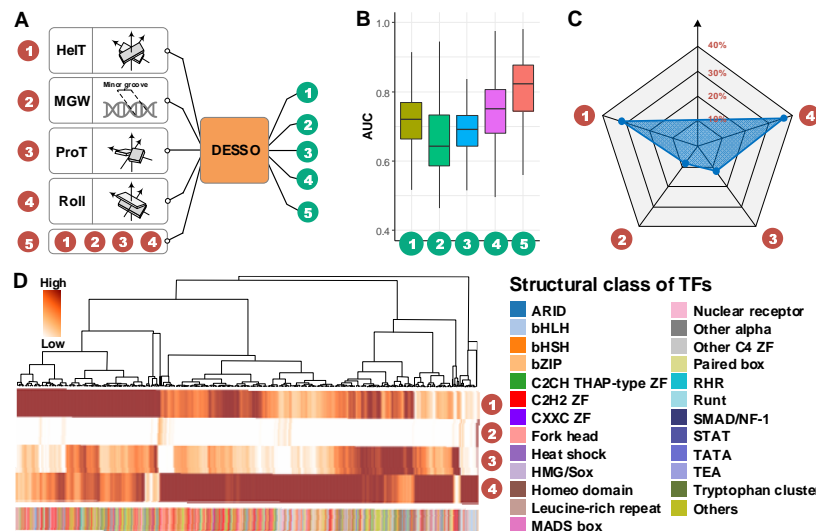 A
1
HelT
2
MGW
Minor groove
3
ProT
4
Roll
5
1 2 3 4
DESSO
1
2
3
4
5
B
1.0
0.8
0.6
0.4
AUC
1 2 3 4 5
C
40%
30%
20%
10%
1
4
2
3
D
High
Low
1
2
3
4
Structural class of TFs
ARID
bHLH
bHSH
bZIP
C2CH THAP-type ZF
C2H2 ZF
CXXC ZF
Fork head
Heat shock
HMG/Sox
Homeo domain
Leucine-rich repeat
MADS box
Nuclear receptor
Other alpha
Other C4 ZF
Paired box
RHR
Runt
SMAD/NF-1
STAT
TATA
TEA
Tryptophan cluster
Others